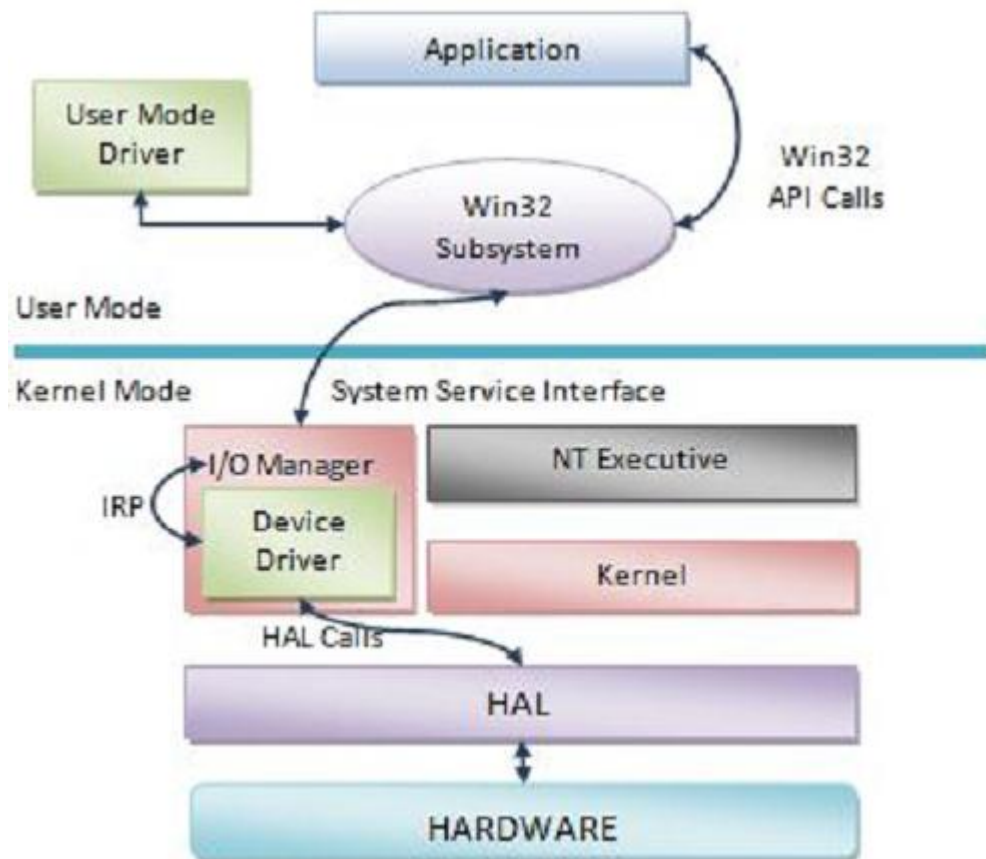 Application
User Mode
Driver
Win32
API Calls
Win32
Subsystem
User Mode
Kernel Mode
System Service Interface
I/O Manager
NT Executive
IRP
Device
Driver
Kernel
HAL Calls
HAL
HARDWARE